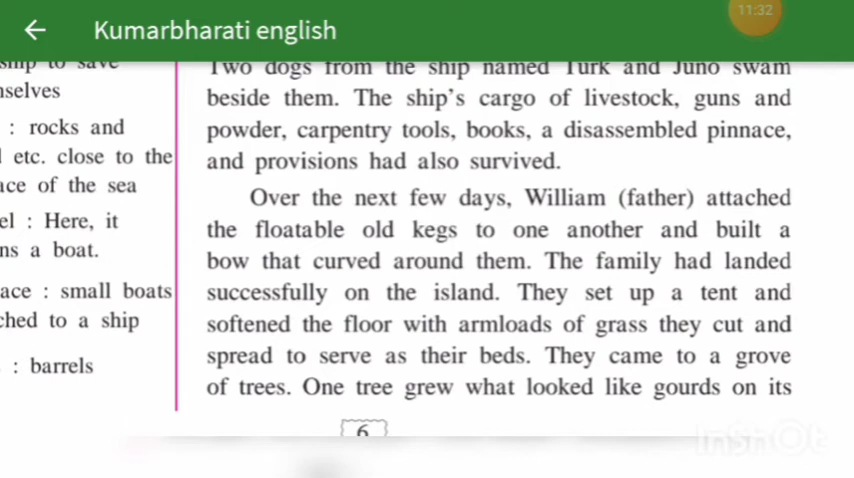 11:32
Kumarbharati english
ship to save
nselves
: rocks and
etc. close to the
ace of the sea
el : Here, it
ns a boat.
ace : small boats
ched to a ship
: barrels
Two dogs from the ship named Turk and Juno swam
beside them. The ship's cargo of livestock, guns and
powder, carpentry tools, books, a disassembled pinnace,
and provisions had also survived.
Over the next few days, William (father) attached
the floatable old kegs to one another and built a
bow that curved around them. The family had landed
successfully on the island. They set up a tent and
softened the floor with armloads of grass they cut and
spread to serve as their beds. They came to a grove
of trees. One tree grew what looked like gourds on its
6
InShOt